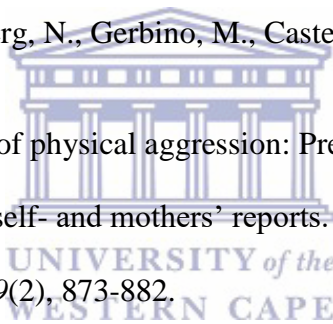 rg, N., Gerbino, M., Caste
of physical aggression: Pre
self- and mothers' reports.
UNIVERSITY of the
9(2), 873-882.
WESTERN CAPE